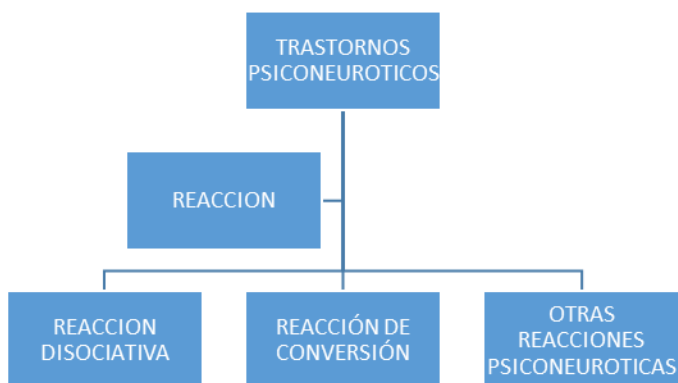 TRASTORNOS
PSICONEUROTICOS
REACCION
REACCION
DISOCIATIVA
REACCIÓN DE
CONVERSIÓN
OTRAS
REACCIONES
PSICONEUROTICAS